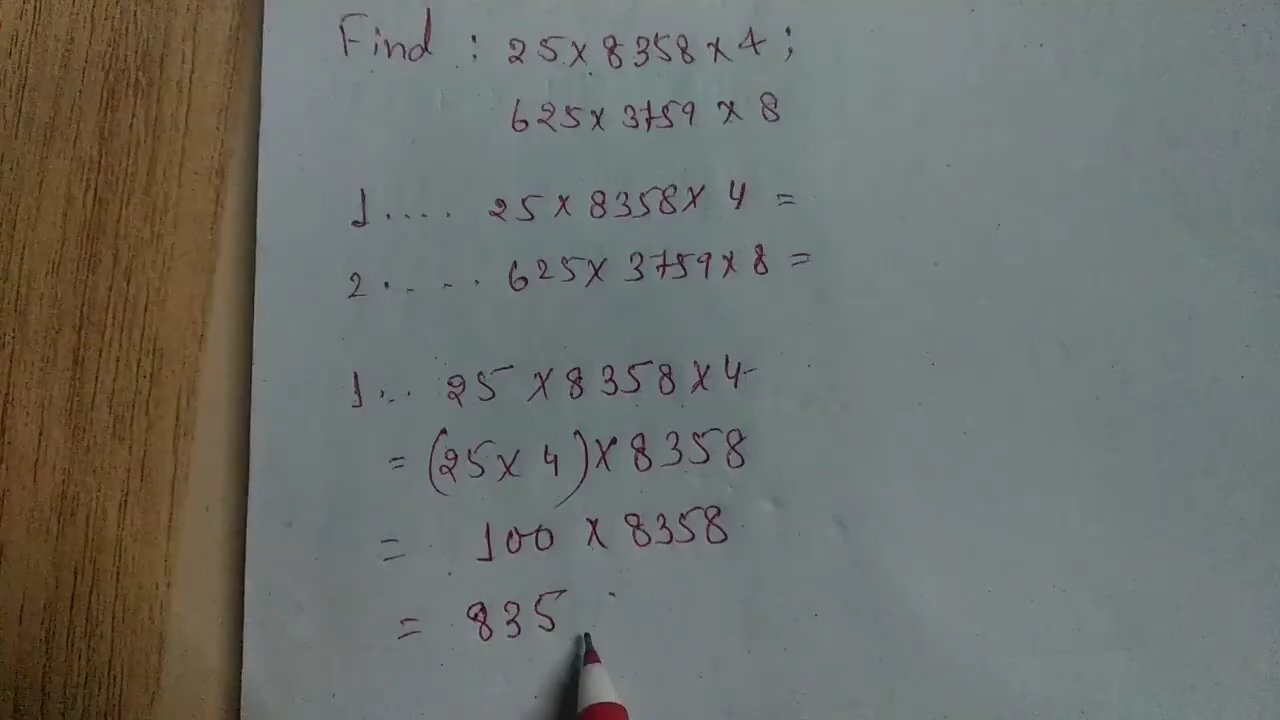 Find : 25 × 8358 × 4 ;
625 × 3759 × 8
1 .... 25 × 8358 × 4 =
2 ..... 625 × 3759 × 8 =
1 ... 25 × 8358 × 4
= (25 × 4) × 8358
= 100 × 8358
= 835